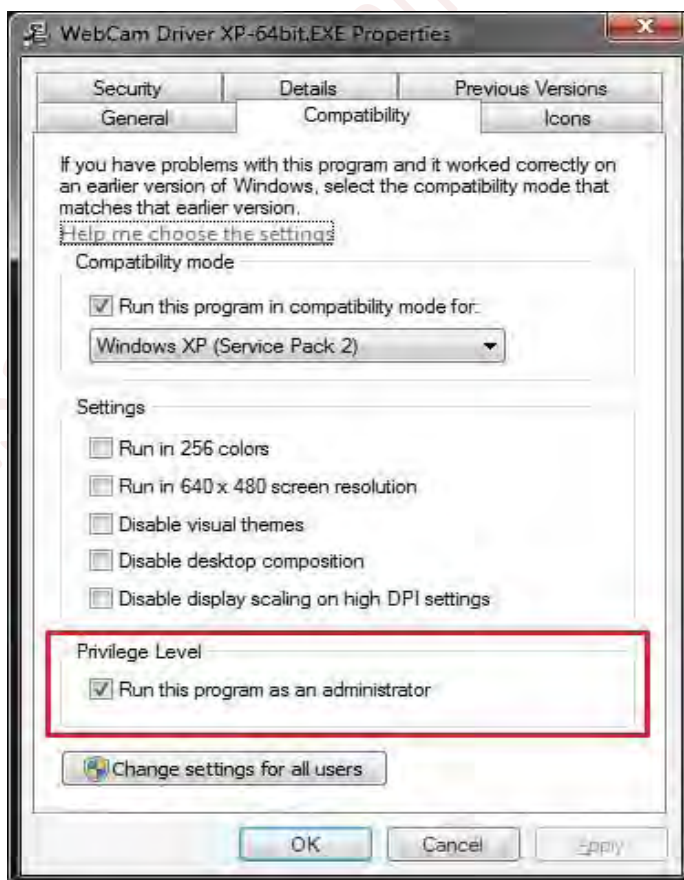 WebCam Driver XP-64bit.EXE Properties
Security Details Previous Versions
General Compatibility Icons
If you have problems with this program and it worked correctly on
an earlier version of Windows, select the compatibility mode that
matches that earlier version.
Help me choose the settings
Compatibility mode
Run this program in compatibility mode for:
Windows XP (Service Pack 2)
Settings
Run in 256 colors
Run in 640 x 480 screen resolution
Disable visual themes
Disable desktop composition
Disable display scaling on high DPI settings
Privilege Level
Run this program as an administrator
Change settings for all users
OK Cancel Apply